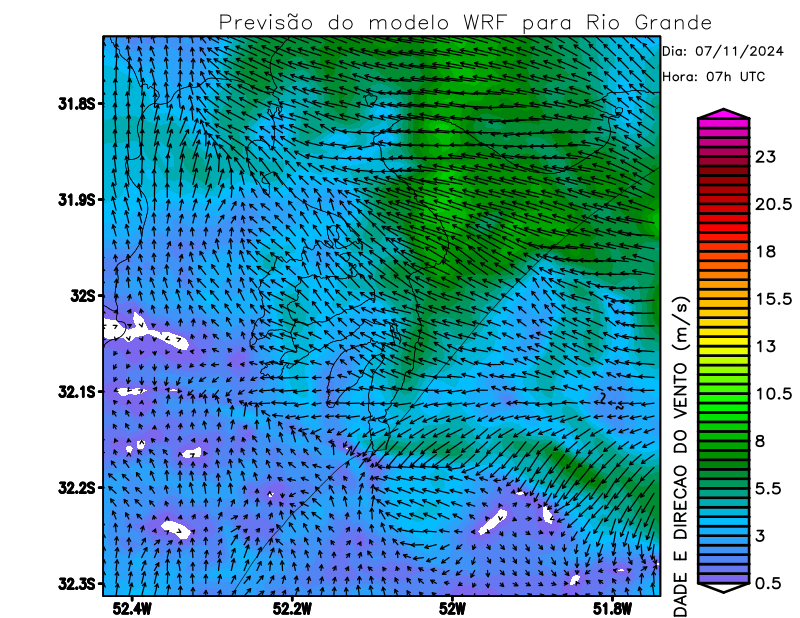 Previsão do modelo WRF para Rio Grande
Dia: 07/11/2024
Hora: 07h UTC
31.8S
31.9S
32S
32.1S
32.2S
32.3S
52.4W
52.2W
52W
51.8W
23
20.5
18
15.5
13
10.5
8
5.5
3
0.5
DADE E DIRECAO DO VENTO (m/s)